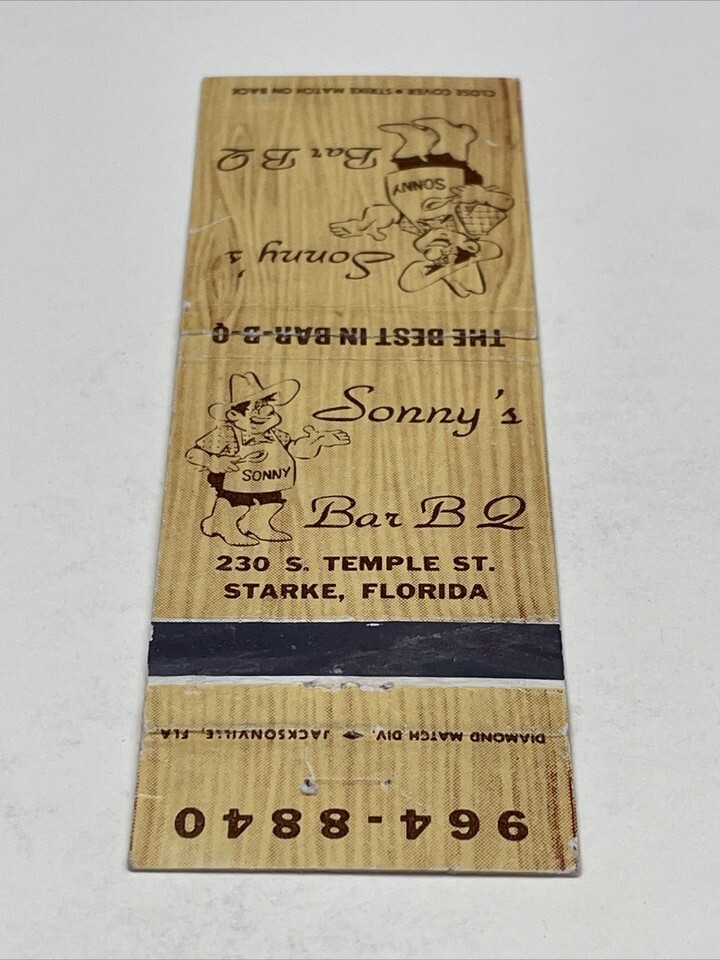 CLOSE COVER • STRIKE MATCH ON BACK
Bar B Q
SONNY
Sonny's
THE BEST IN BAR-B-Q
Sonny's
SONNY
Bar B Q
230 S. TEMPLE ST.
STARKE, FLORIDA
DIAMOND MATCH DIV. JACKSONVILLE, FLA.
964-8840